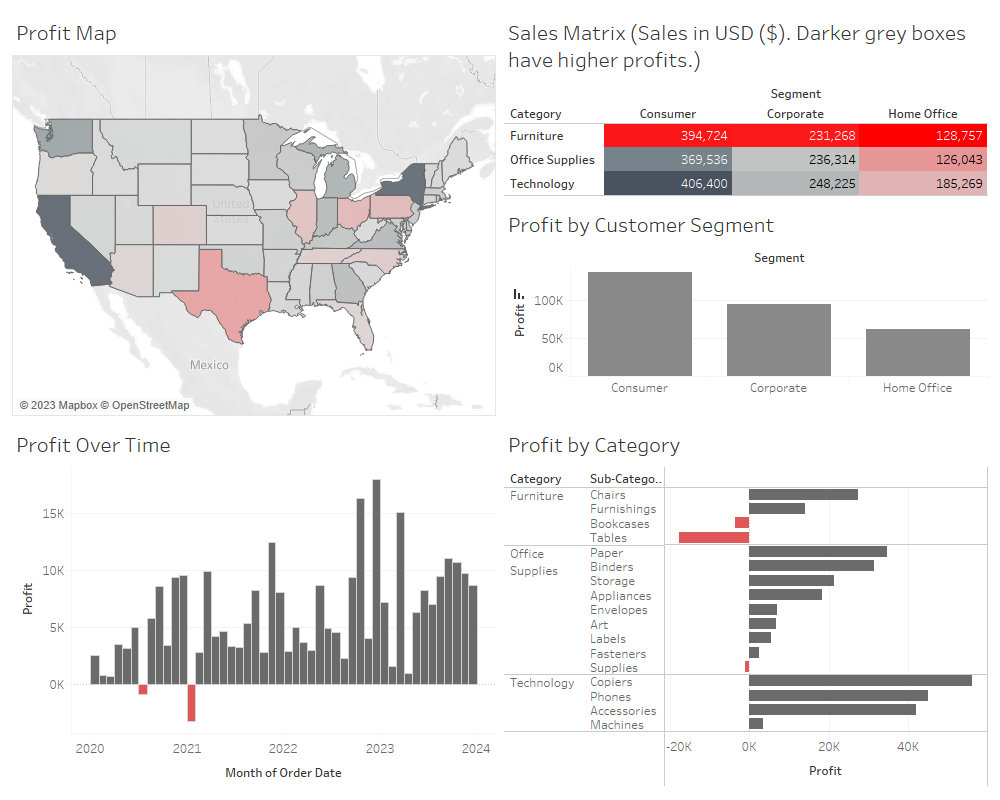 Profit Map
United
States
Mexico
© 2023 Mapbox © OpenStreetMap
Sales Matrix (Sales in USD ($). Darker grey boxes
have higher profits.)
Segment
Category Consumer Corporate Home Office
Furniture 394,724 231,268 128,757
Office Supplies 369,536 236,314 126,043
Technology 406,400 248,225 185,269
Profit by Customer Segment
Segment
Profit
100K
50K
0K
Consumer Corporate Home Office
Profit Over Time
Profit
15K
10K
5K
0K
2020 2021 2022 2023 2024
Month of Order Date
Profit by Category
Category Sub-Catego..
Furniture Chairs
Furnishings
Bookcases
Tables
Office Supplies Paper
Binders
Storage
Appliances
Envelopes
Art
Labels
Fasteners
Supplies
Technology Copiers
Phones
Accessories
Machines
-20K 0K 20K 40K
Profit